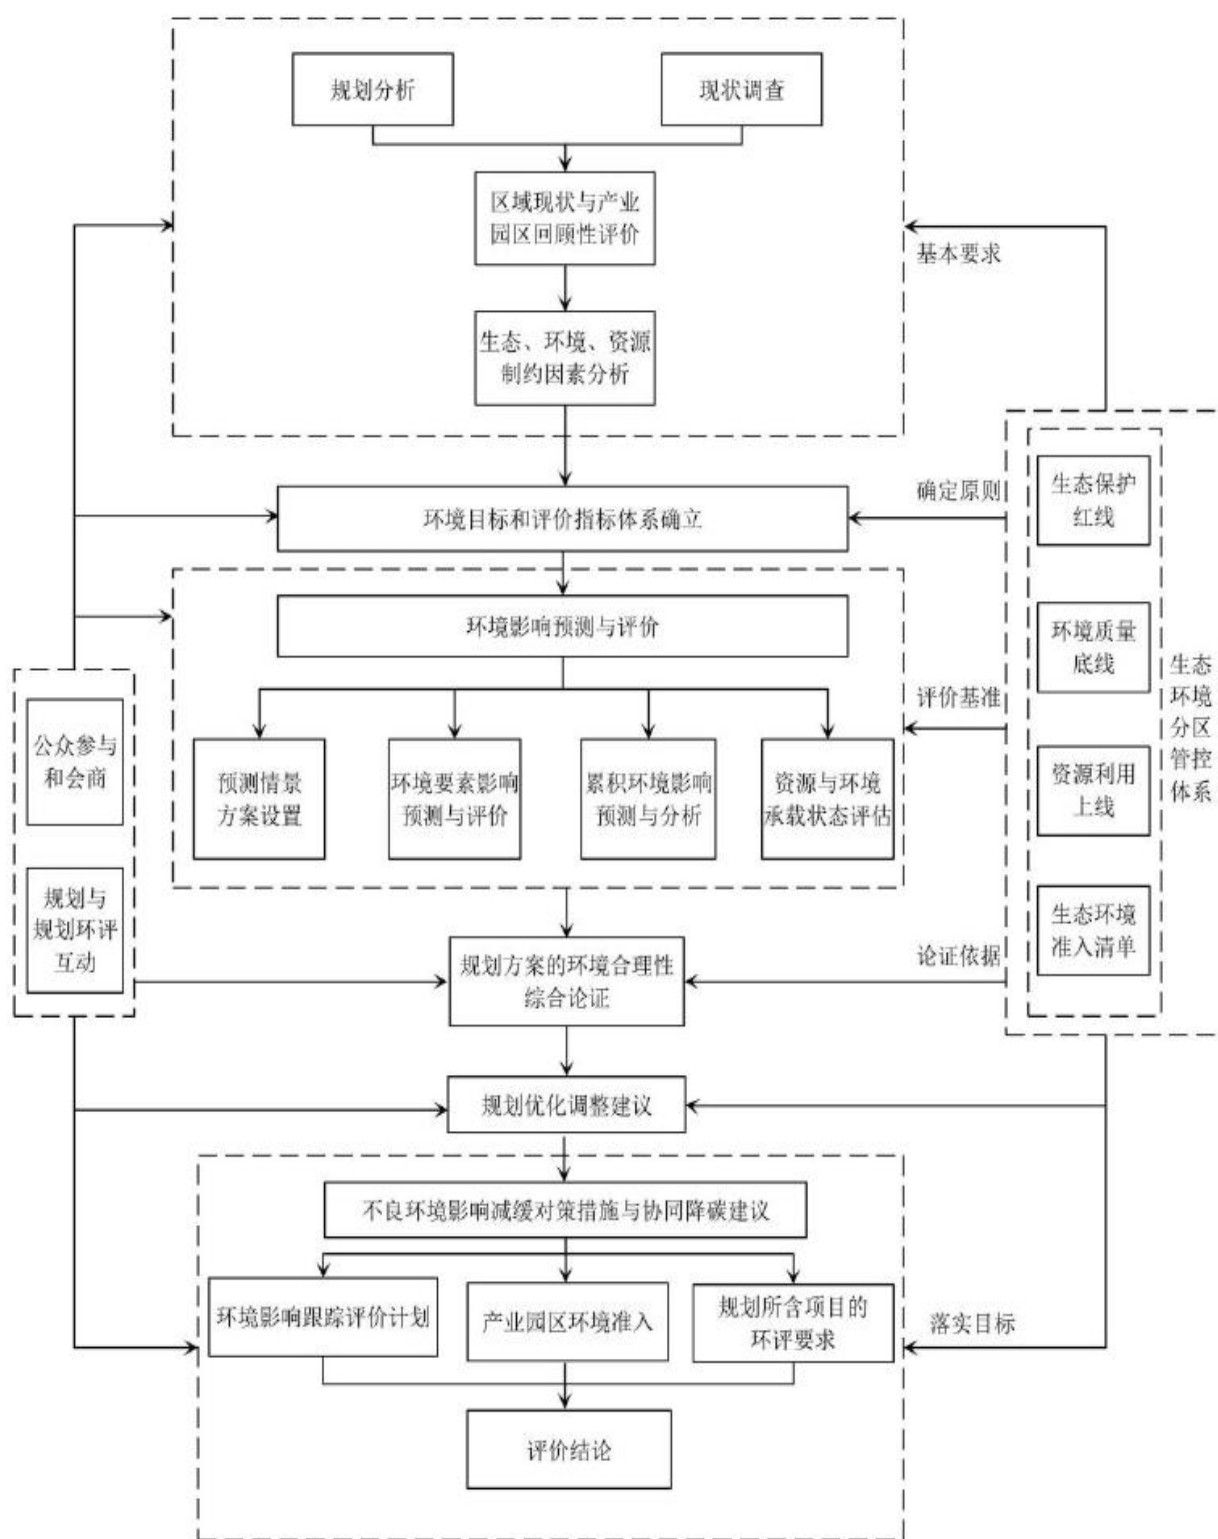 规划分析
现状调查
区域现状与产业
园区回顾性评价
基本要求
生态、环境、资源
制约因素分析
环境目标和评价指标体系确立
确定原则
生态保护
红线
环境影响预测与评价
环境质量
底线
评价基准
生态
环境
分区
管控
体系
公众参与
和会商
预测情景
方案设置
环境要素影响
预测与评价
累积环境影响
预测与分析
资源与环境
承载状态评估
资源利用
上线
规划与
规划环评
互动
规划方案的环境合理性
综合论证
论证依据
生态环境
准入清单
规划优化调整建议
不良环境影响减缓对策措施与协同降碳建议
环境影响跟踪评价计划
产业园区环境准入
规划所含项目的
环评要求
落实目标
评价结论